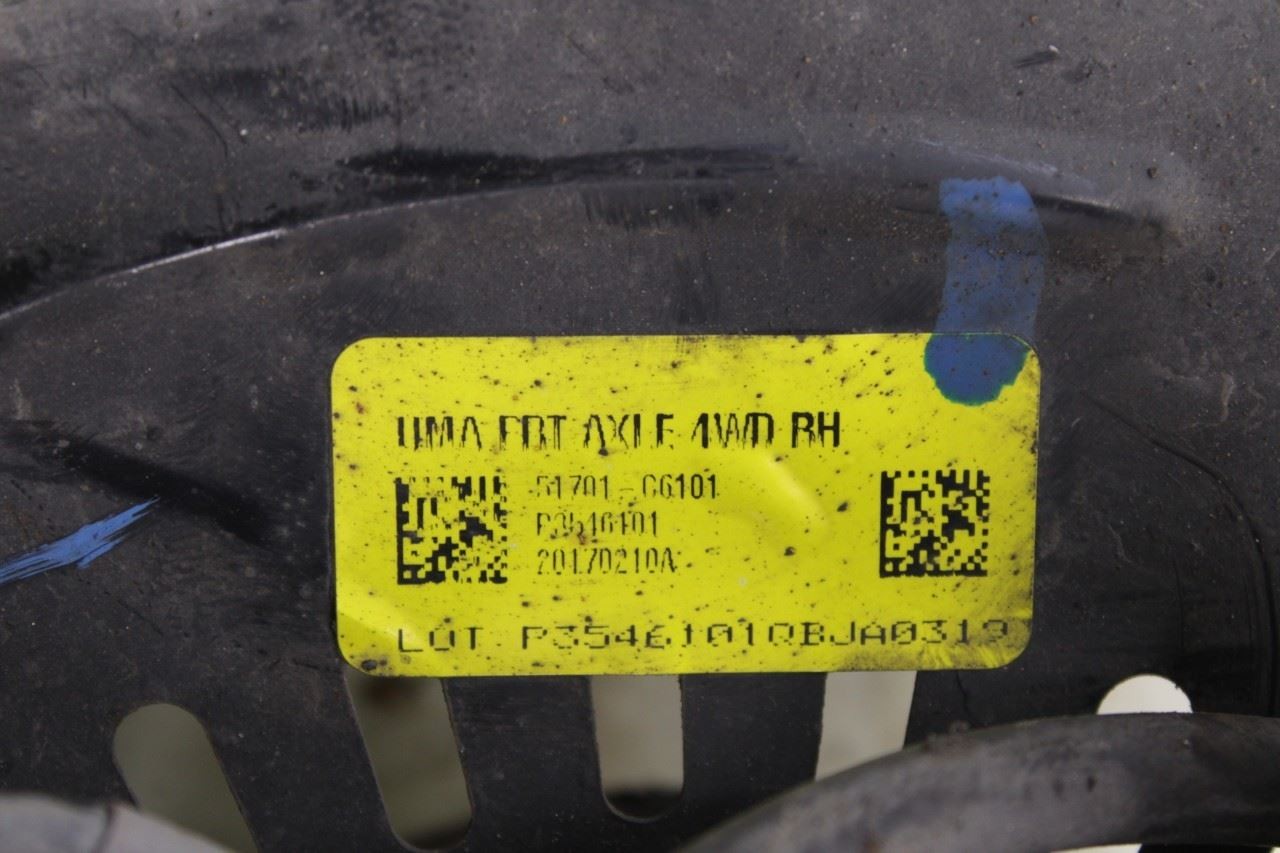 UMA FRT AXLE 4WD RH
51701-C6101
P3546101
20170210A
LOT P3546101QBJA0319